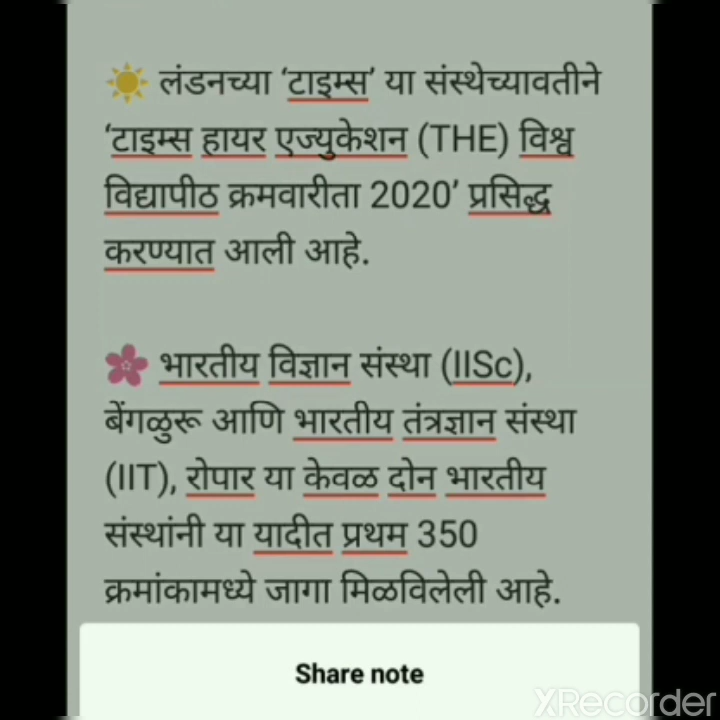 लंडनच्या 'टाइम्स' या संस्थेच्यावतीने
'टाइम्स हायर एज्युकेशन (THE) विश्व
विद्यापीठ क्रमवारीता 2020' प्रसिद्ध
करण्यात आली आहे.
भारतीय विज्ञान संस्था (IISc),
बेंगळुरू आणि भारतीय तंत्रज्ञान संस्था
(IIT), रोपार या केवळ दोन भारतीय
संस्थांनी या यादीत प्रथम 350
क्रमांकामध्ये जागा मिळविलेली आहे.
Share note
XRecorder